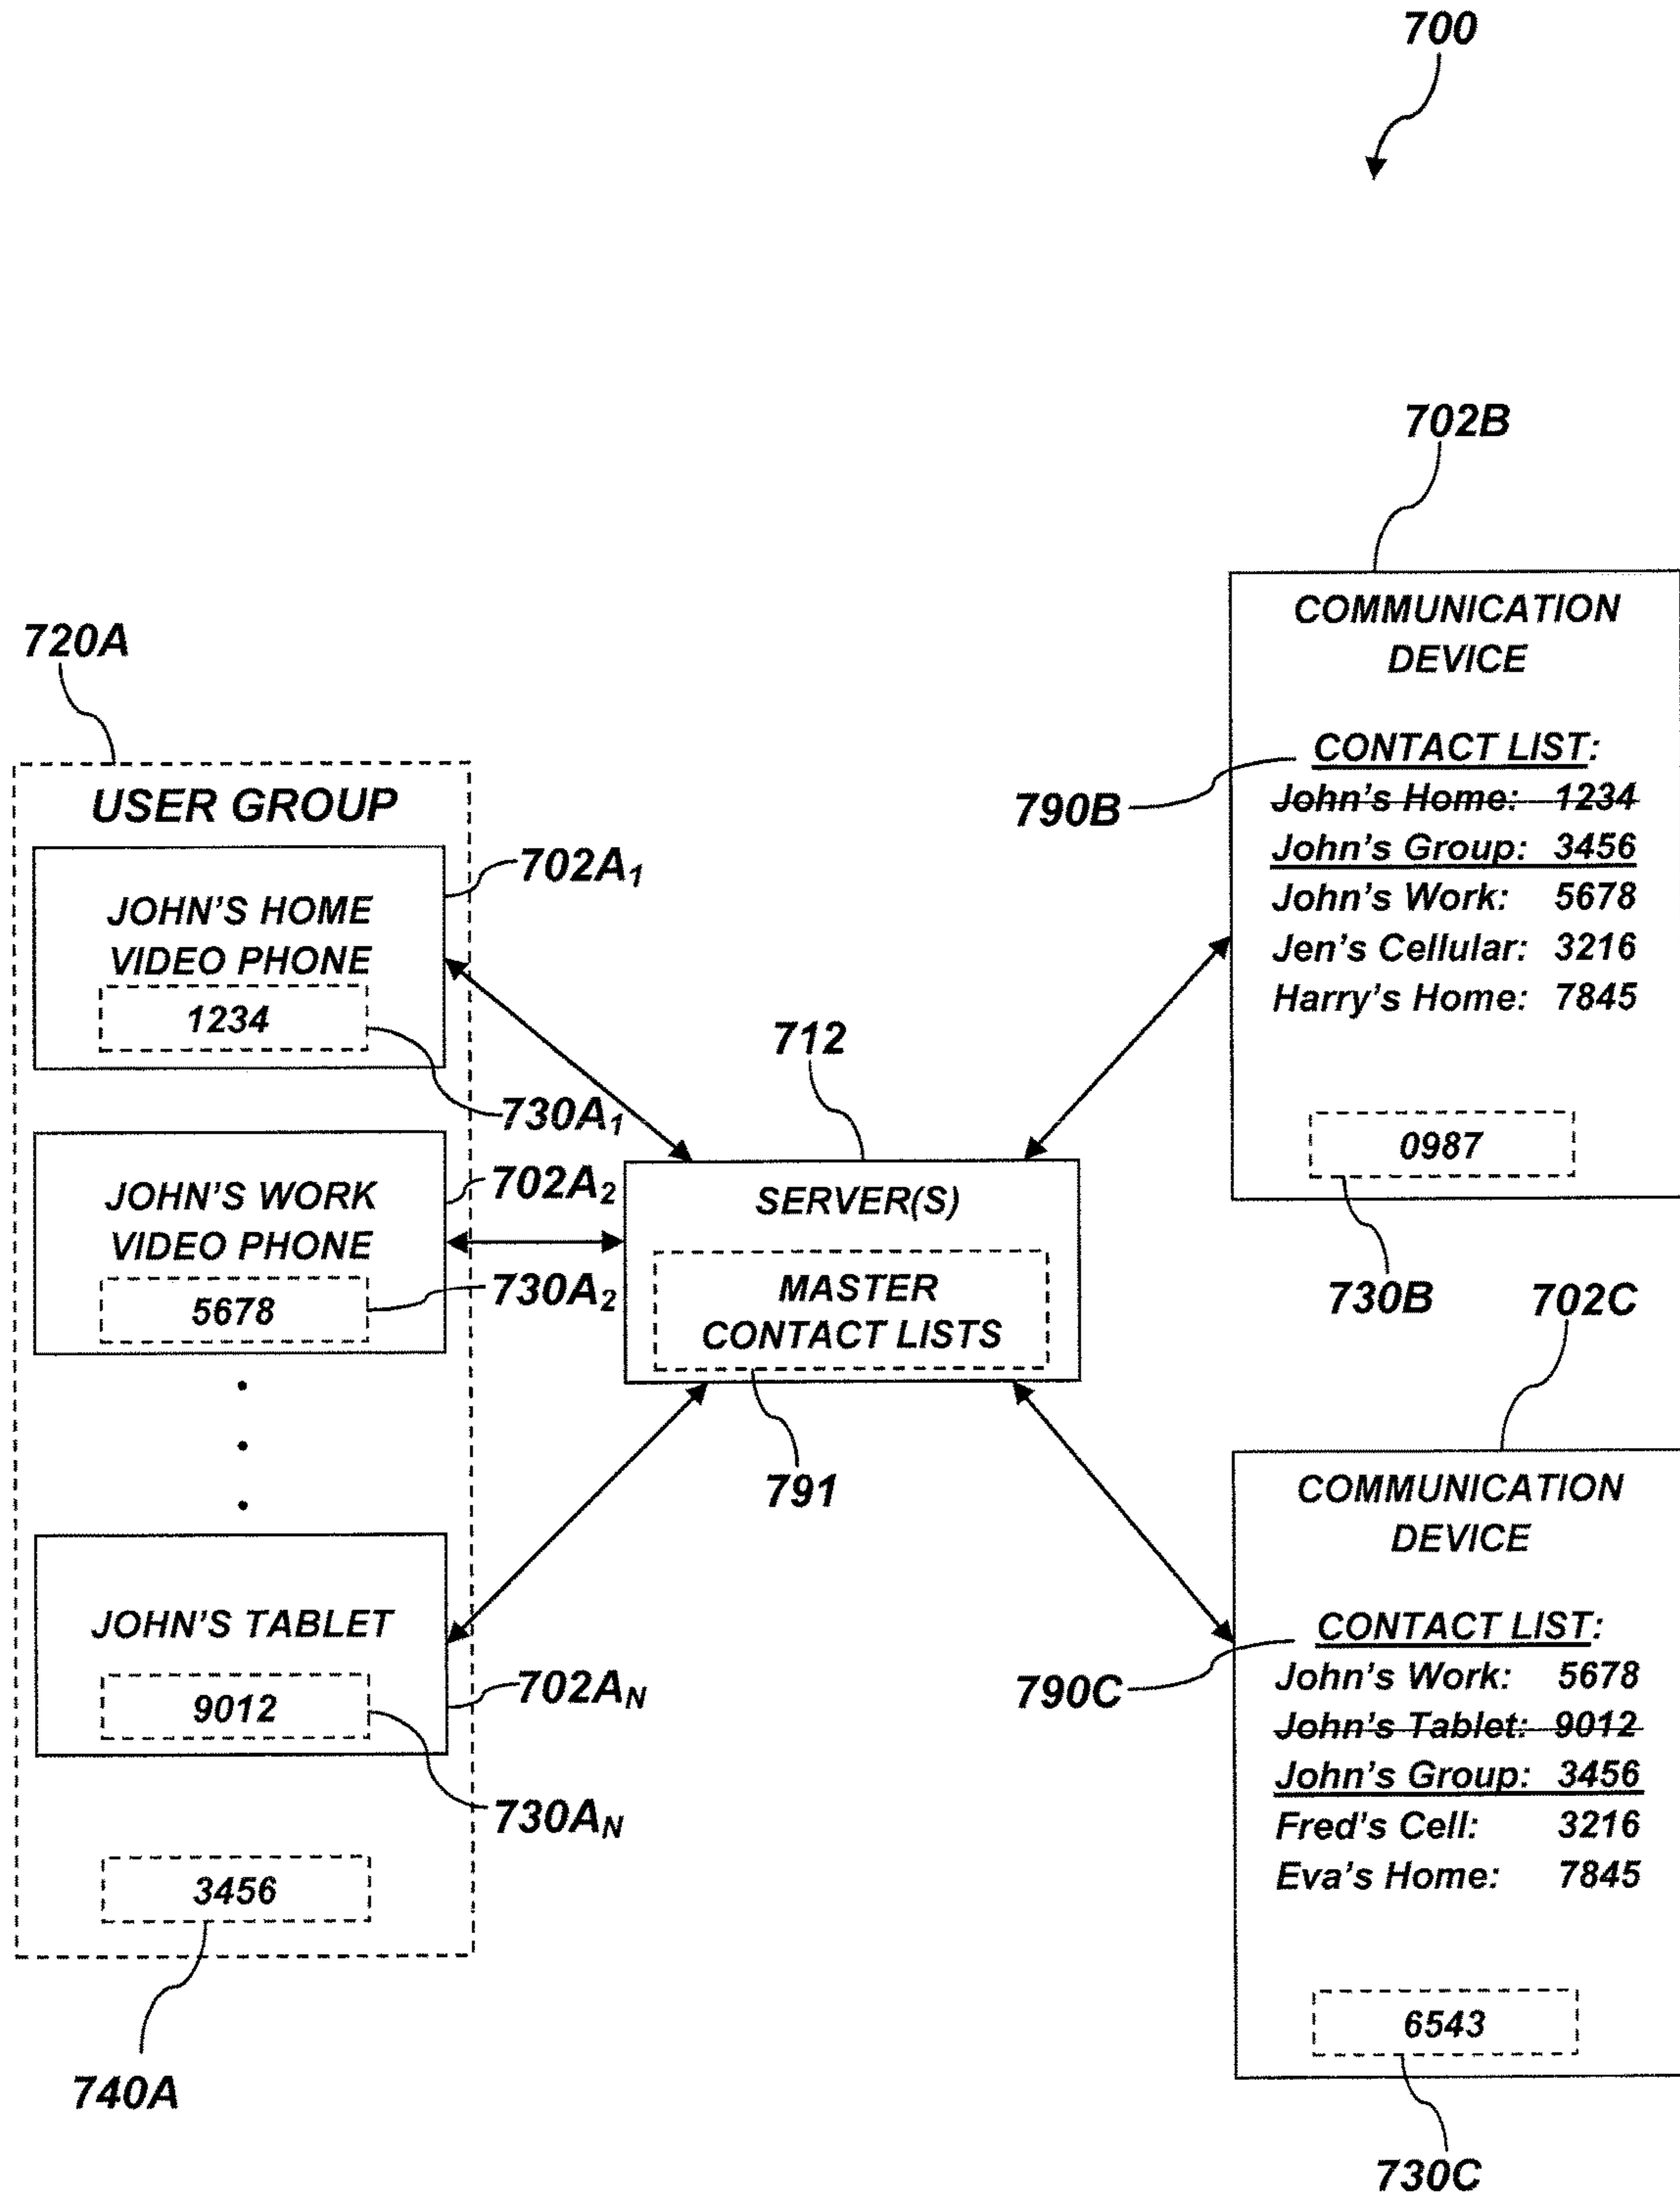 700
702B
COMMUNICATION
DEVICE
CONTACT LIST:
790B
John's Home: 1234
John's Group: 3456
John's Work: 5678
Jen's Cellular: 3216
Harry's Home: 7845
0987
730B
720A
USER GROUP
702A1
JOHN'S HOME
VIDEO PHONE
1234
730A1
702A2
JOHN'S WORK
VIDEO PHONE
5678
730A2
JOHN'S TABLET
702AN
9012
730AN
3456
740A
712
SERVER(S)
MASTER
CONTACT LISTS
791
702C
COMMUNICATION
DEVICE
CONTACT LIST:
790C
John's Work: 5678
John's Tablet: 9012
John's Group: 3456
Fred's Cell: 3216
Eva's Home: 7845
6543
730C